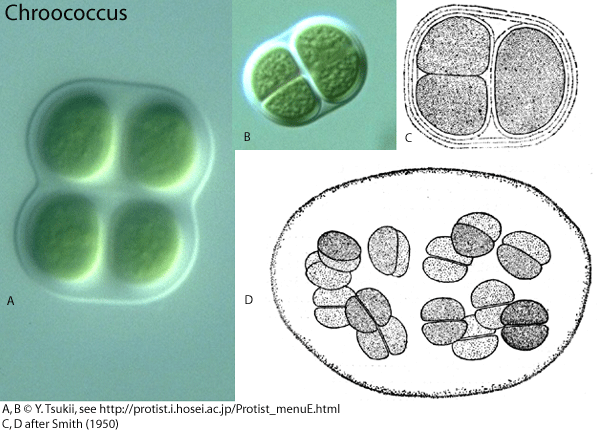 Chroococcus
B
C
A
D
A, B © Y. Tsukii, see http://protist.i.hosei.ac.jp/Protist_menuE.html
C, D after Smith (1950)